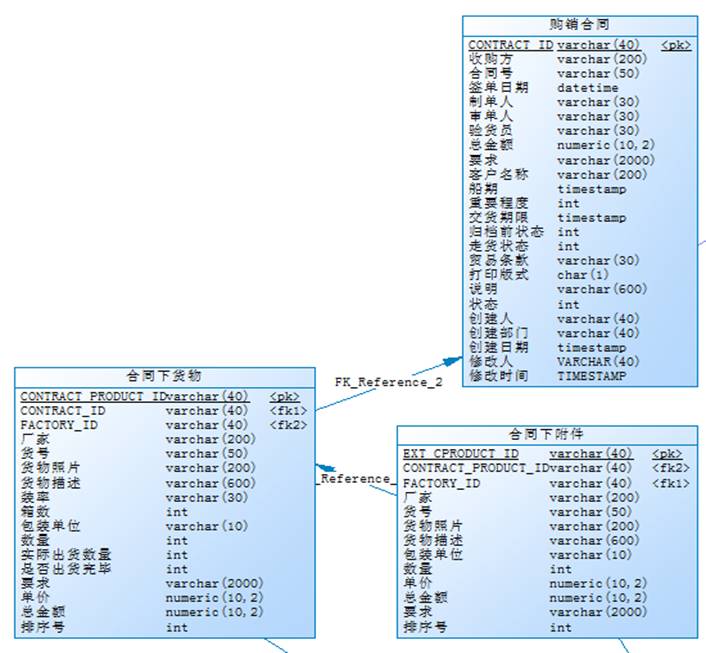 购销合同
CONTRACT_ID varchar(40) <pk>
收购方 varchar(200)
合同号 varchar(50)
签单日期 datetime
制单人 varchar(30)
审单人 varchar(30)
验货员 varchar(30)
总金额 numeric(10,2)
要求 varchar(2000)
客户名称 varchar(200)
船期 timestamp
重要程度 int
交货期限 timestamp
归档前状态 int
走货状态 int
贸易条款 varchar(30)
打印版式 char(1)
说明 varchar(600)
状态 int
创建人 varchar(40)
创建部门 varchar(40)
创建日期 timestamp
修改人 VARCHAR(40)
修改时间 TIMESTAMP
FK_Reference_2
合同下货物
CONTRACT_PRODUCT_ID varchar(40) <pk>
CONTRACT_ID varchar(40) <fk1>
FACTORY_ID varchar(40) <fk2>
厂家 varchar(200)
货号 varchar(50)
货物照片 varchar(200)
货物描述 varchar(600)
装率 varchar(30)
箱数 int
包装单位 varchar(10)
数量 int
实际出货数量 int
是否出货完毕 int
要求 varchar(2000)
单价 numeric(10,2)
总金额 numeric(10,2)
排序号 int
_Reference_
合同下附件
EXT_CPRODUCT_ID varchar(40) <pk>
CONTRACT_PRODUCT_ID varchar(40) <fk2>
FACTORY_ID varchar(40) <fk1>
厂家 varchar(200)
货号 varchar(50)
货物照片 varchar(200)
货物描述 varchar(600)
包装单位 varchar(10)
数量 int
单价 numeric(10,2)
总金额 numeric(10,2)
要求 varchar(2000)
排序号 int